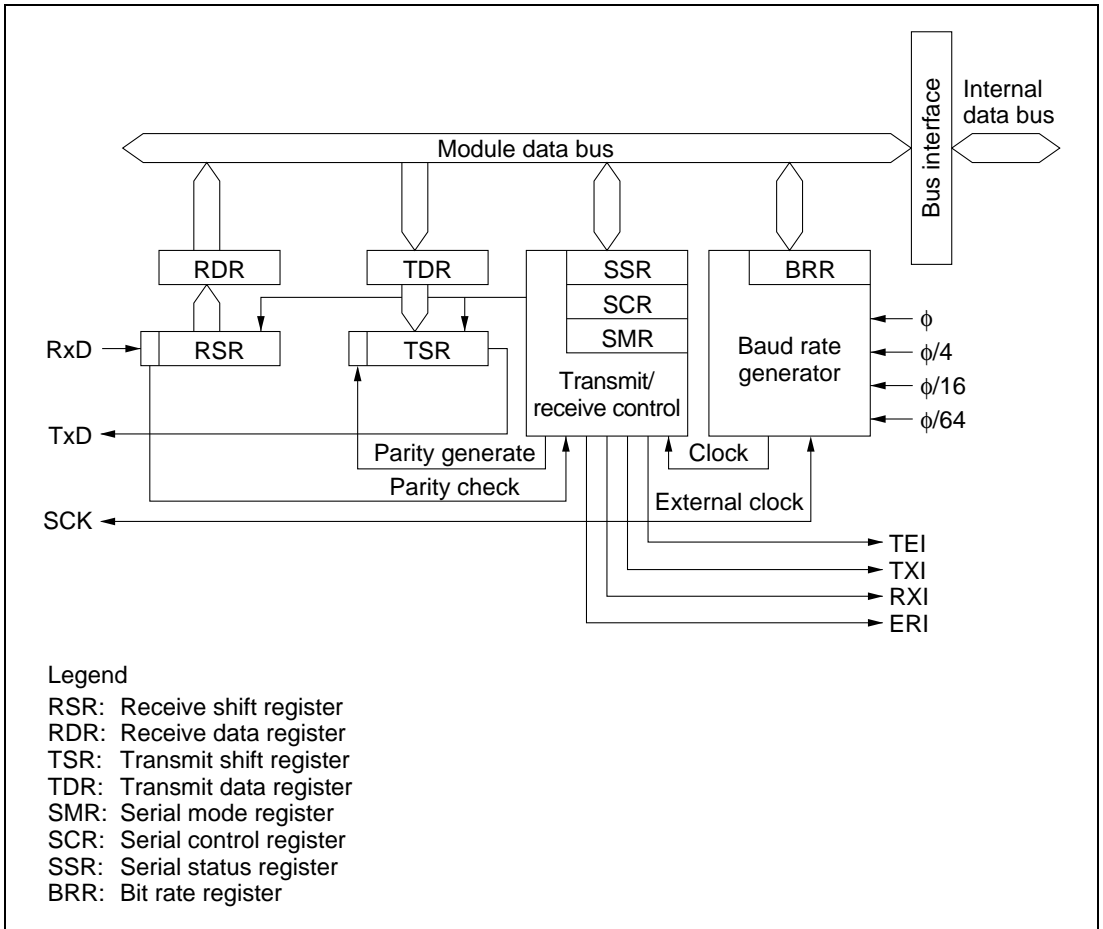 Internal
data bus
Bus interface
Module data bus
RDR
TDR
SSR
BRR
SCR
SMR
RxD
RSR
TSR
Transmit/
receive control
Baud rate
generator
φ
φ/4
φ/16
φ/64
TxD
Parity generate
Clock
Parity check
External clock
SCK
TEI
TXI
RXI
ERI
Legend
RSR: Receive shift register
RDR: Receive data register
TSR: Transmit shift register
TDR: Transmit data register
SMR: Serial mode register
SCR: Serial control register
SSR: Serial status register
BRR: Bit rate register